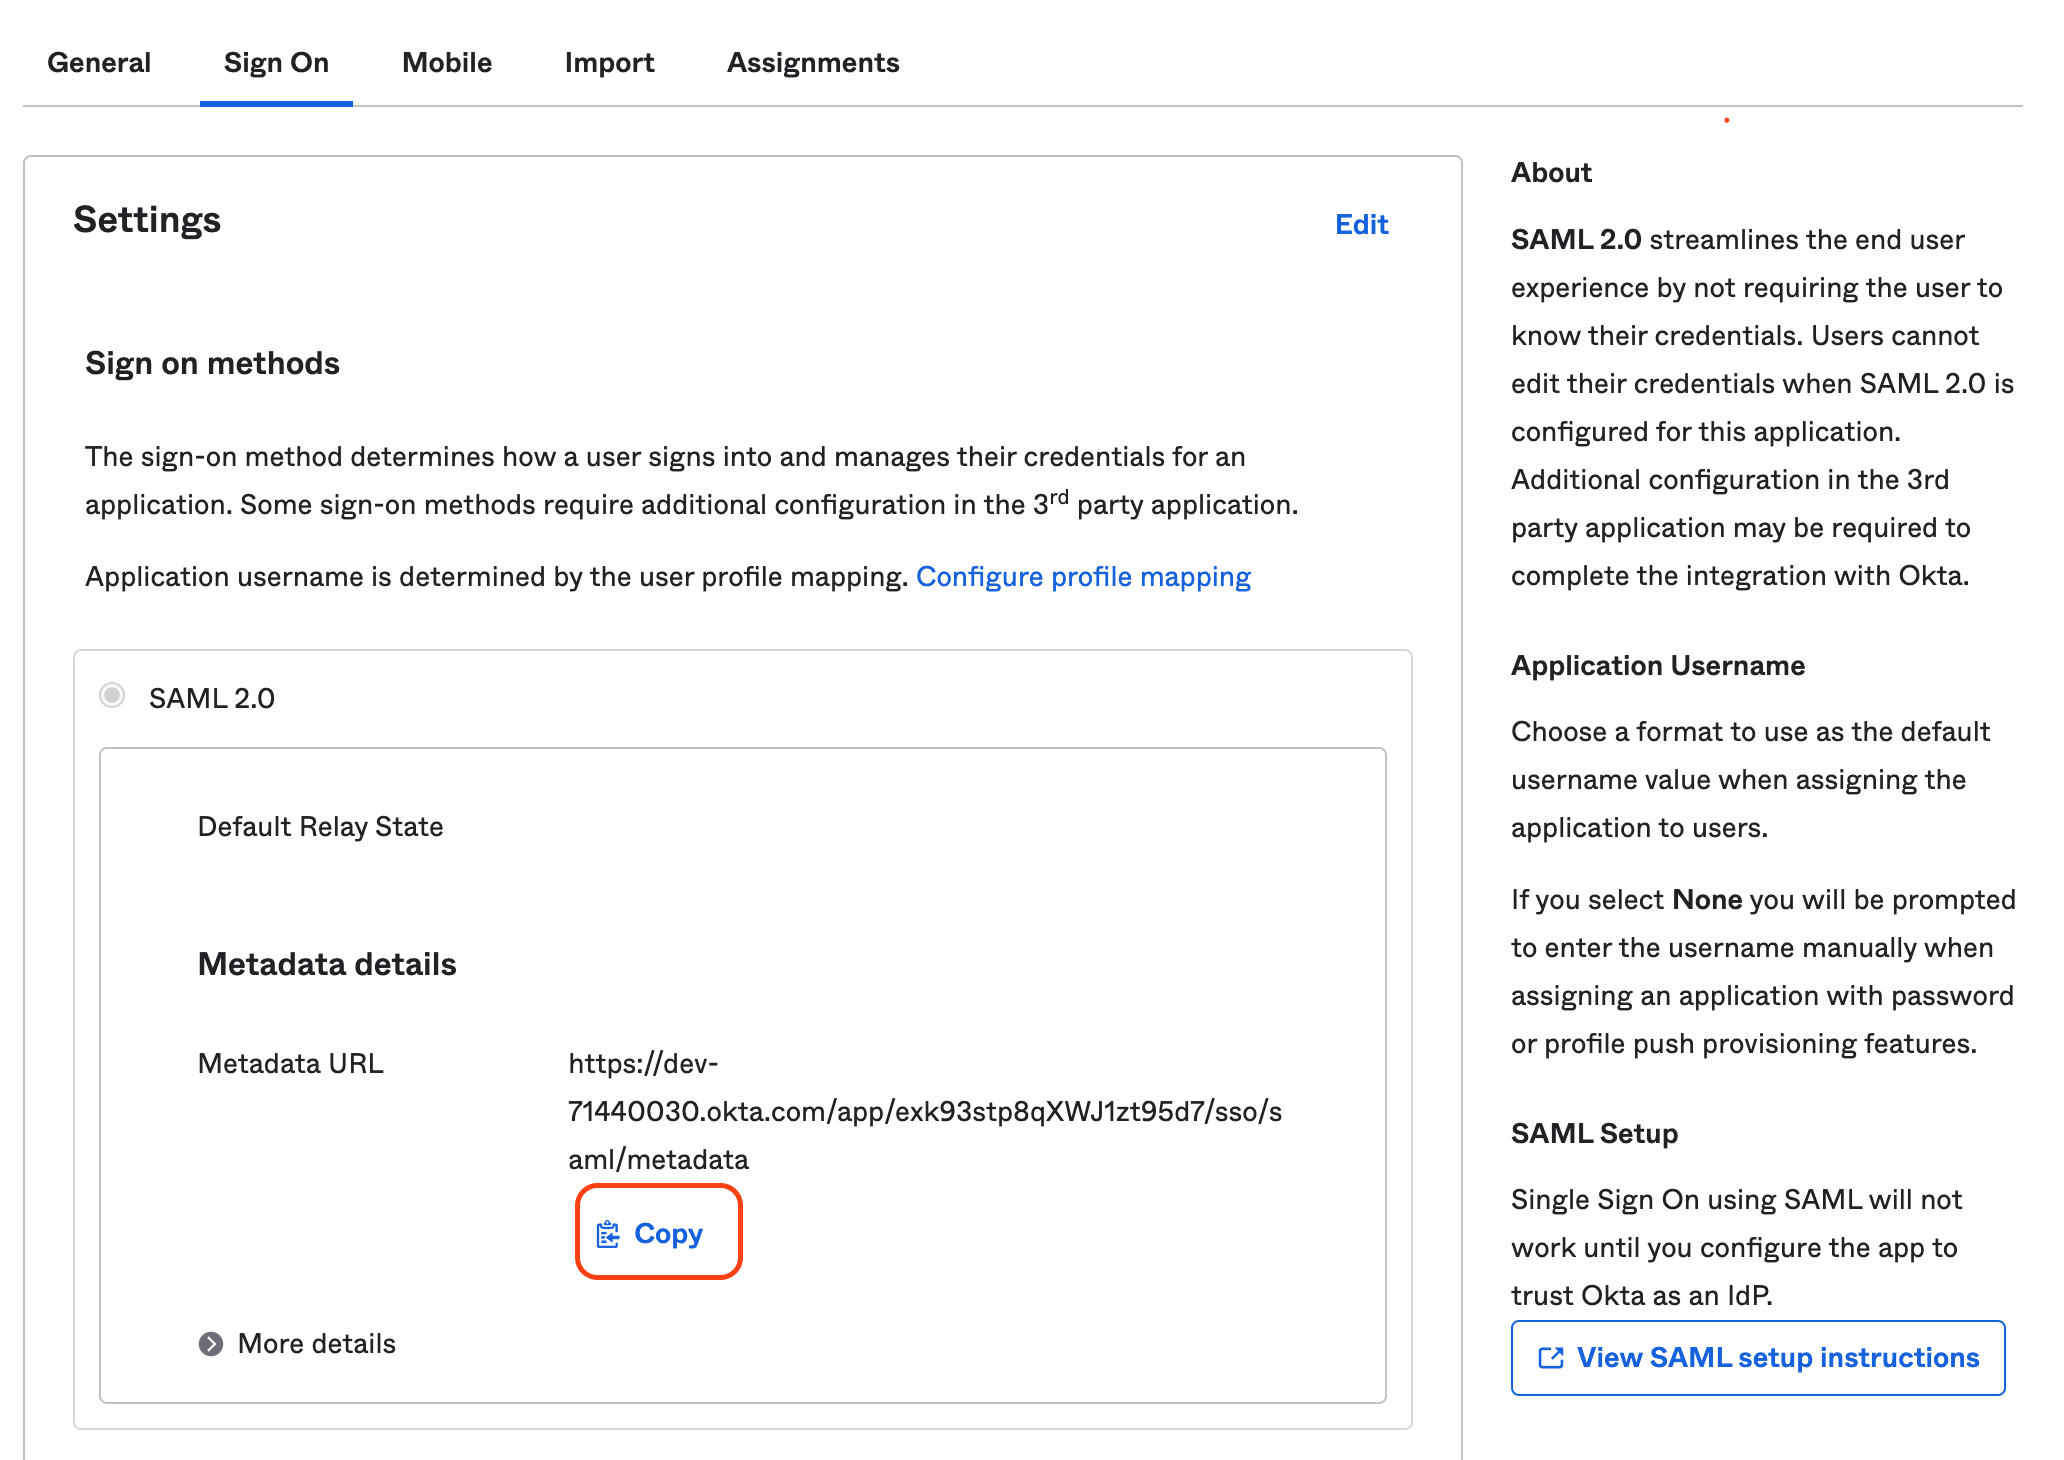 General
Sign On
Mobile
Import
Assignments
Settings
Edit
Sign on methods
The sign-on method determines how a user signs into and manages their credentials for an
application. Some sign-on methods require additional configuration in the 3rd party application.
Application username is determined by the user profile mapping. Configure profile mapping
SAML 2.0
Default Relay State
Metadata details
Metadata URL
https://dev-
71440030.okta.com/app/exk93stp8qXWJ1zt95d7/sso/s
aml/metadata
Copy
More details
About
SAML 2.0 streamlines the end user
experience by not requiring the user to
know their credentials. Users cannot
edit their credentials when SAML 2.0 is
configured for this application.
Additional configuration in the 3rd
party application may be required to
complete the integration with Okta.
Application Username
Choose a format to use as the default
username value when assigning the
application to users.
If you select None you will be prompted
to enter the username manually when
assigning an application with password
or profile push provisioning features.
SAML Setup
Single Sign On using SAML will not
work until you configure the app to
trust Okta as an IdP.
View SAML setup instructions